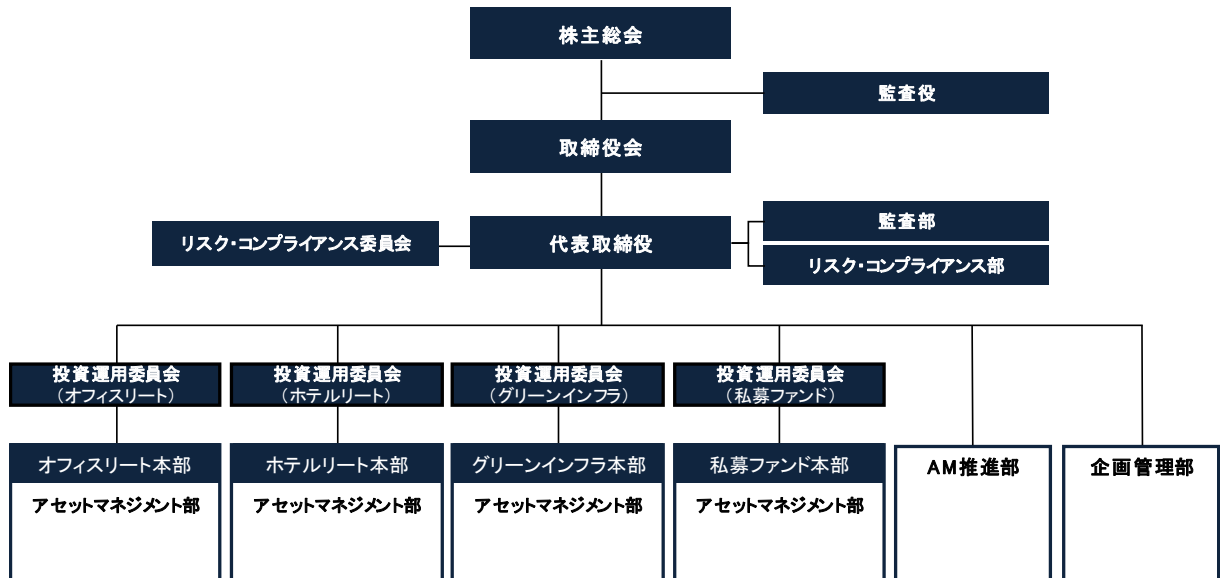 株主総会
監査役
取締役会
監査部
リスク・コンプライアンス委員会
代表取締役
リスク・コンプライアンス部
投資運用委員会
（オフィスリート）
投資運用委員会
（ホテルリート）
投資運用委員会
（グリーンインフラ）
投資運用委員会
（私募ファンド）
オフィスリート本部
アセットマネジメント部
ホテルリート本部
アセットマネジメント部
グリーンインフラ本部
アセットマネジメント部
私募ファンド本部
アセットマネジメント部
AM推進部
企画管理部